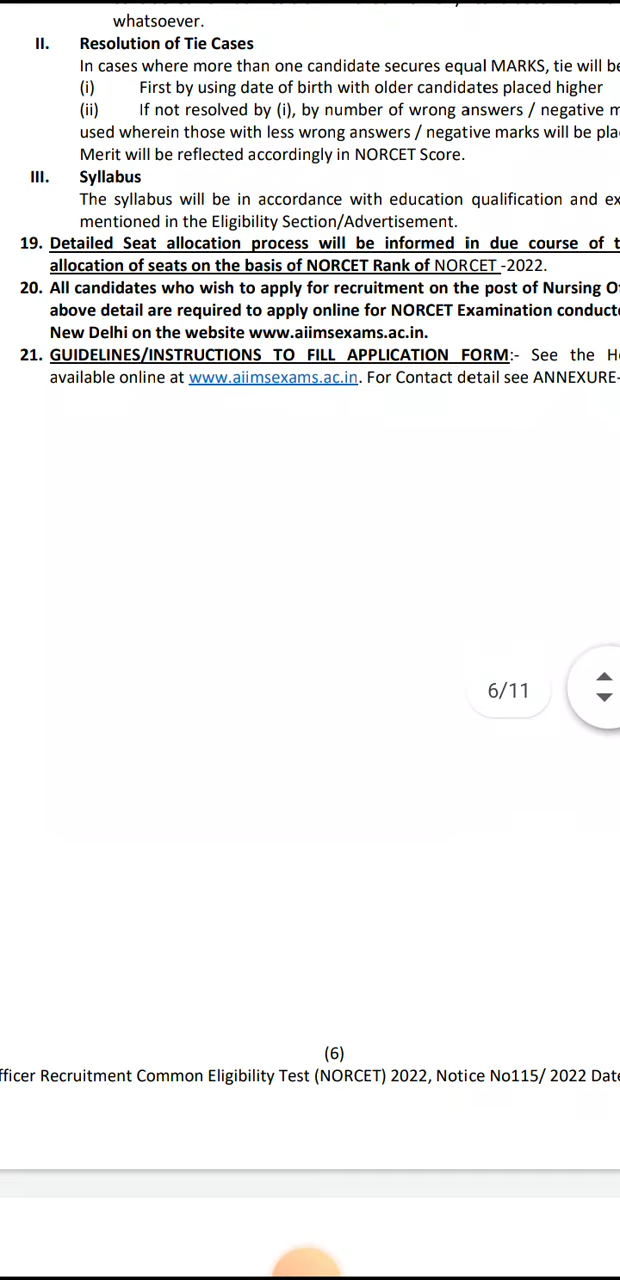 whatsoever.
II. Resolution of Tie Cases
In cases where more than one candidate secures equal MARKS, tie will be
(i) First by using date of birth with older candidates placed higher
(ii) If not resolved by (i), by number of wrong answers / negative m
used wherein those with less wrong answers / negative marks will be pla
Merit will be reflected accordingly in NORCET Score.
III. Syllabus
The syllabus will be in accordance with education qualification and ex
mentioned in the Eligibility Section/Advertisement.
19. Detailed Seat allocation process will be informed in due course of t
allocation of seats on the basis of NORCET Rank of NORCET -2022.
20. All candidates who wish to apply for recruitment on the post of Nursing Of
above detail are required to apply online for NORCET Examination conducte
New Delhi on the website www.aiimsexams.ac.in.
21. GUIDELINES/INSTRUCTIONS TO FILL APPLICATION FORM:- See the Ho
available online at www.aiimsexams.ac.in. For Contact detail see ANNEXURE-
6/11
(6)
fficer Recruitment Common Eligibility Test (NORCET) 2022, Notice No115/ 2022 Date